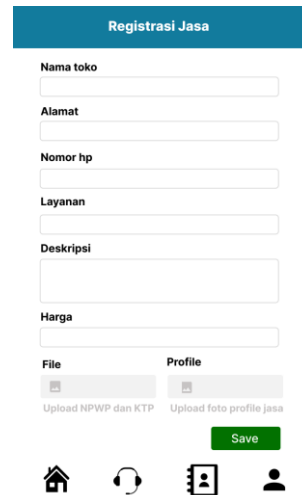 Registrasi Jasa
Nama toko
Alamat
Nomor hp
Layanan
Deskripsi
Harga
File Profile
Upload NPWP dan KTP Upload foto profile jasa
Save